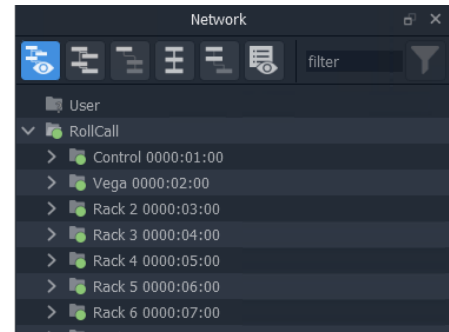 Network
filter
User
RollCall
Control 0000:01:00
Vega 0000:02:00
Rack 2 0000:03:00
Rack 3 0000:04:00
Rack 4 0000:05:00
Rack 5 0000:06:00
Rack 6 0000:07:00